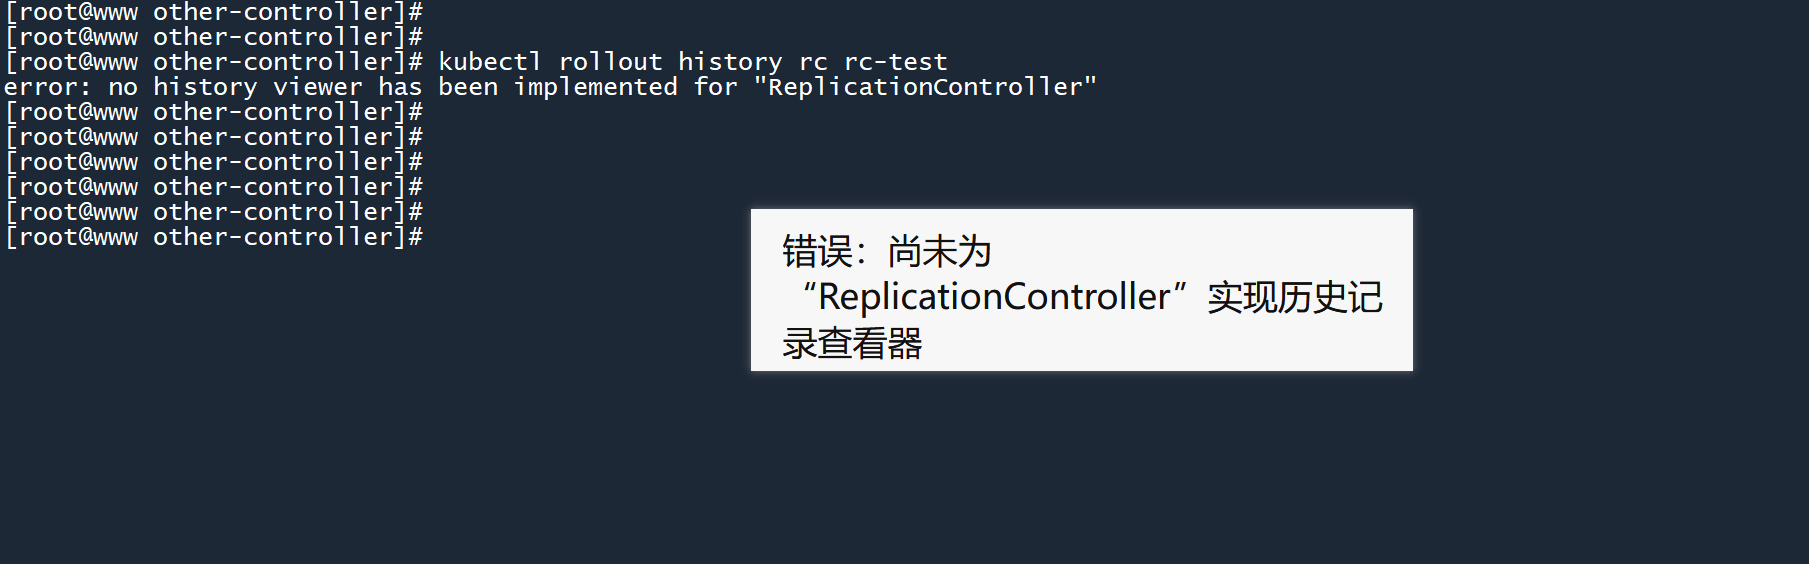 [root@www other-controller]#
[root@www other-controller]#
[root@www other-controller]# kubectl rollout history rc rc-test
error: no history viewer has been implemented for "ReplicationController"
[root@www other-controller]#
[root@www other-controller]#
[root@www other-controller]#
[root@www other-controller]#
[root@www other-controller]#
[root@www other-controller]#
错误：尚未为
“ReplicationController”实现历史记
录查看器